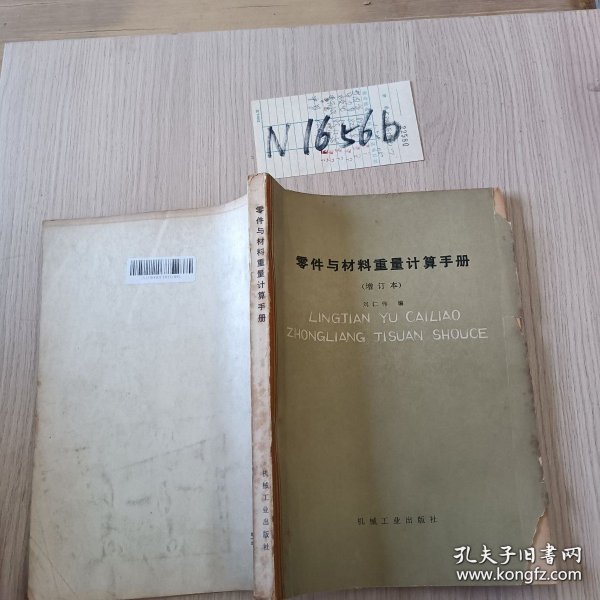 N16566
零件与材料重量计算手册
(增订本)
编
LINGTIAN YU CAILIAO
ZHONGLIANG TISUAN SHOUCE
机械工业出版社
零件与材料重量计算手册
机械工业出版社
孔夫子旧书网
www.kongfz.com